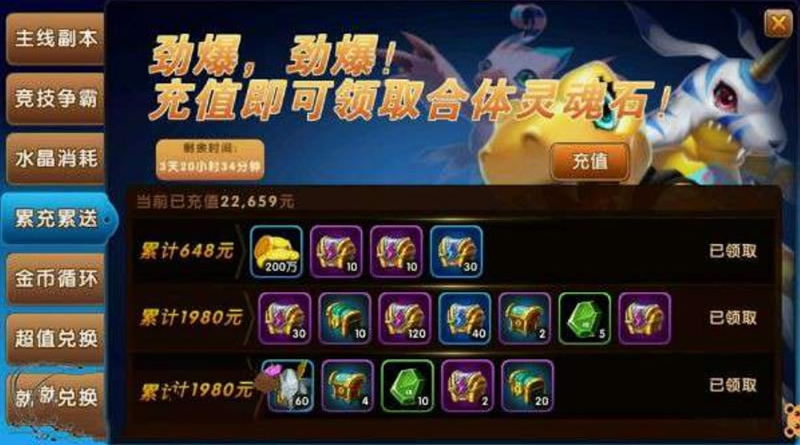 主线副本
竞技争霸
水晶消耗
累充累送
金币循环
超值兑换
兑换
劲爆，劲爆！
充值即可领取合体灵魂石！
剩余时间：
3天20小时34分钟
充值
当前已充值22,659元
累计648元
200万
10
10
30
已领取
累计1980元
30
10
120
40
2
5
已领取
累计1980元
60
4
10
2
20
已领取